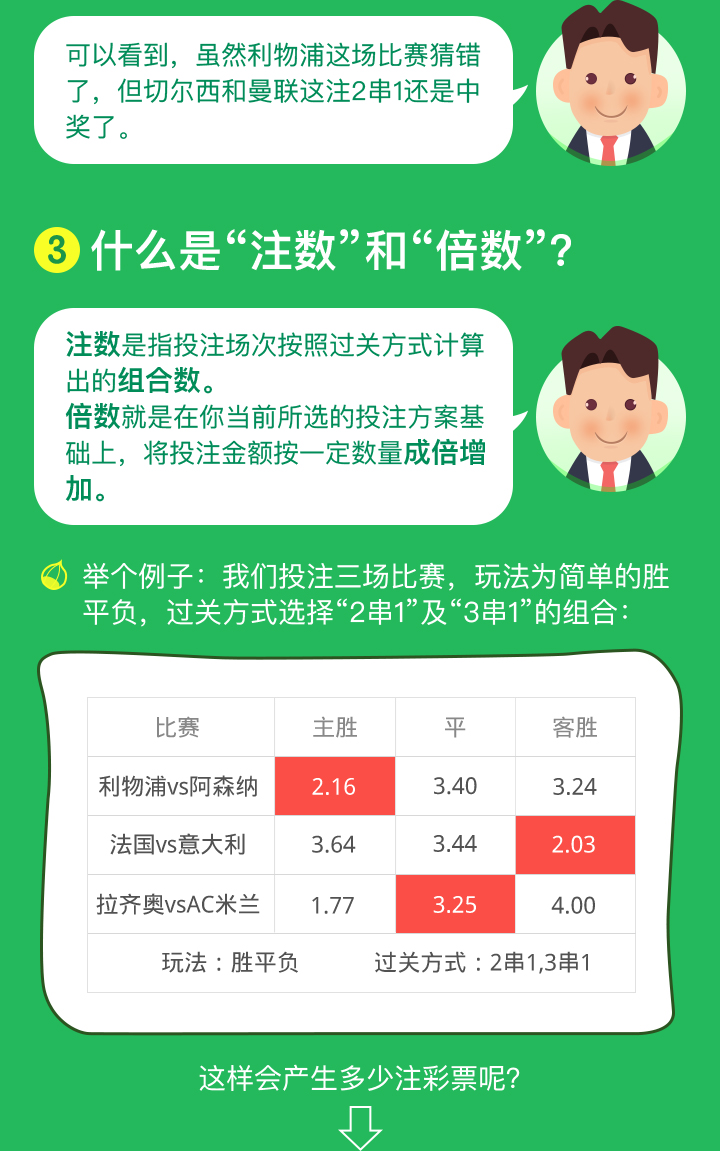 可以看到，虽然利物浦这场比赛猜错
了，但切尔西和曼联这注2串1还是中
奖了。
3 什么是“注数”和“倍数”？
注数是指投注场次按照过关方式计算
出的组合数。
倍数就是在你当前所选的投注方案基
础上，将投注金额按一定数量成倍增
加。
举个例子：我们投注三场比赛，玩法为简单的胜
平负，过关方式选择“2串1”及“3串1”的组合：
比赛 主胜 平 客胜
利物浦vs阿森纳 2.16 3.40 3.24
法国vs意大利 3.64 3.44 2.03
拉齐奥vsAC米兰 1.77 3.25 4.00
玩法：胜平负 过关方式：2串1,3串1
这样会产生多少注彩票呢？